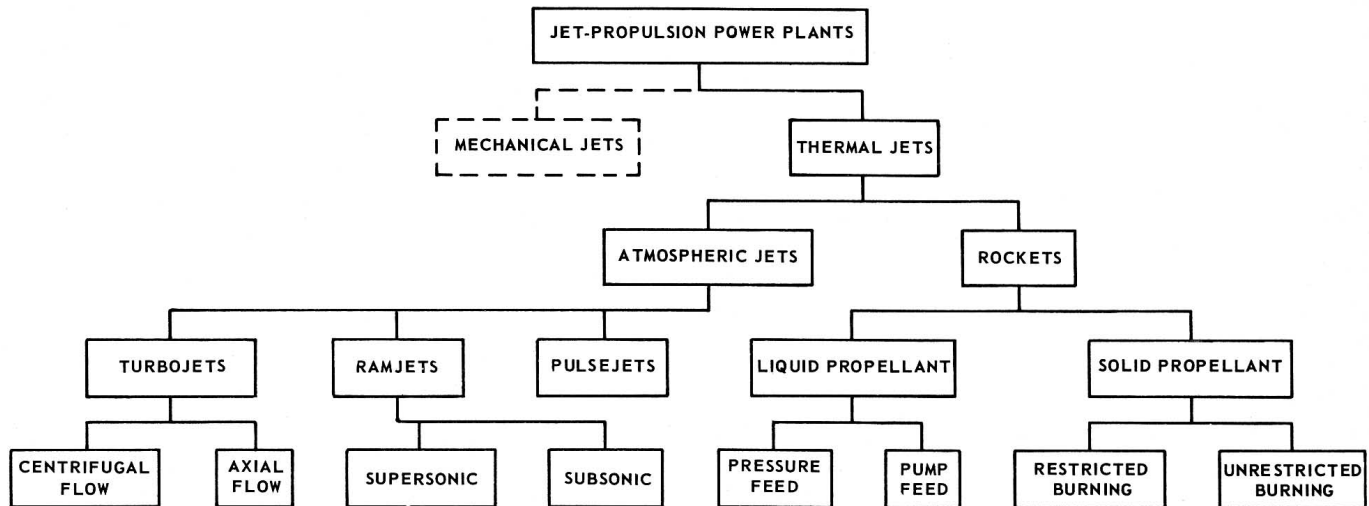 JET-PROPULSION POWER PLANTS
MECHANICAL JETS
THERMAL JETS
ATMOSPHERIC JETS
ROCKETS
TURBOJETS
RAMJETS
PULSEJETS
LIQUID PROPELLANT
SOLID PROPELLANT
CENTRIFUGAL
FLOW
AXIAL
FLOW
SUPERSONIC
SUBSONIC
PRESSURE
FEED
PUMP
FEED
RESTRICTED
BURNING
UNRESTRICTED
BURNING